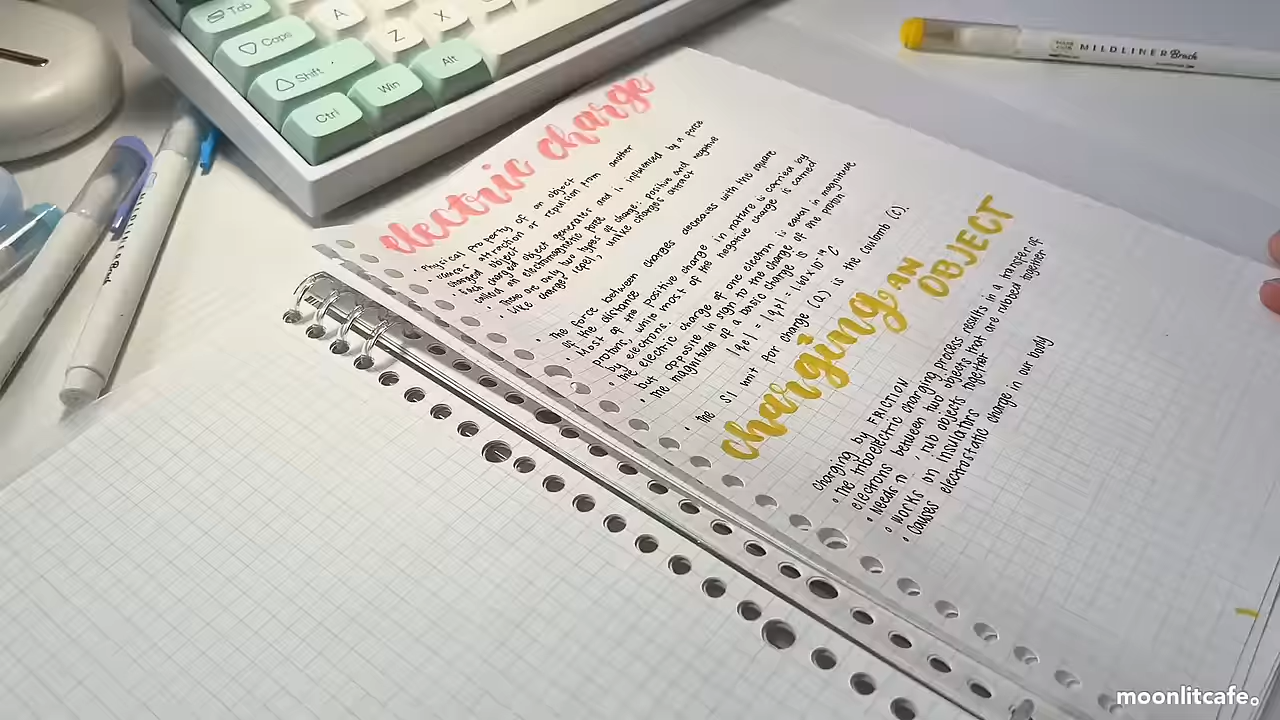 Tab
A
X
Caps
Z
Shift
Alt
Win
Ctrl
MILDLINER Brush
electric charge
• Physical property of an object
• Causes attraction or repulsion from another
charged object
• Each charged object generates and is influenced by a force
called an electromagnetic force
• There are only two types of charge: positive and negative
• Like charges repel, unlike charges attract
• The force between charges decreases with the square
of the distance
• Most of the positive charge in nature is carried by
protons, while most of the negative charge is carried
by electrons.
• The electric charge of one electron is equal in magnitude
but opposite in sign to the charge of one proton
• The magnitude of a basic charge is
|qe| = |qp| = 1.60 x 10⁻¹⁹ C
• The SI unit for charge (Q) is the coulomb (C).
charging AN
OBJECT
Charging by FRICTION
• The triboelectric charging process results in a transfer of
electrons between two objects that are rubbed together
• Needs rub objects together
• Works on insulators
• Causes electrostatic charge in our body
moonlitcafe.